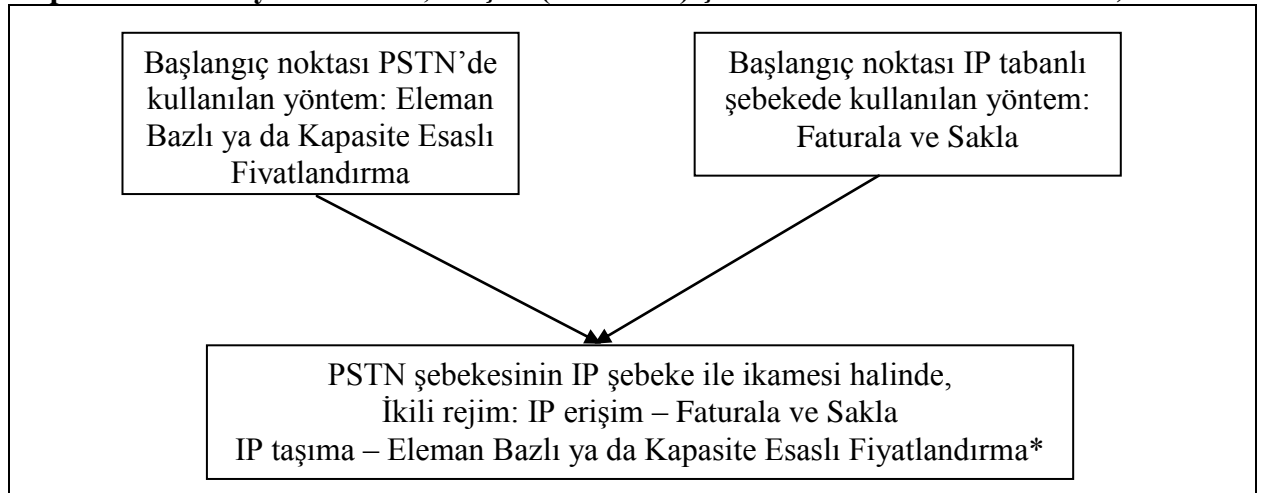 Başlangıç noktası PSTN’de
kullanılan yöntem: Eleman
Bazlı ya da Kapasite Esaslı
Fiyatlandırma
Başlangıç noktası IP tabanlı
şebekede kullanılan yöntem:
Faturala ve Sakla
PSTN şebekesinin IP şebeke ile ikamesi halinde,
İkili rejim: IP erişim – Faturala ve Sakla
IP taşıma – Eleman Bazlı ya da Kapasite Esaslı Fiyatlandırma*